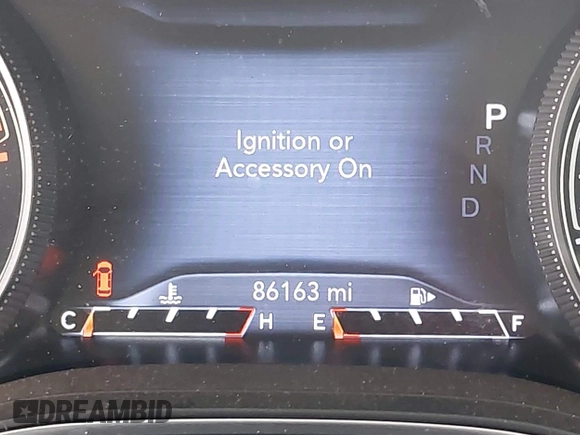 Ignition or
Accessory On
P
R
N
D
86163 mi
C H E F
DREAMBID